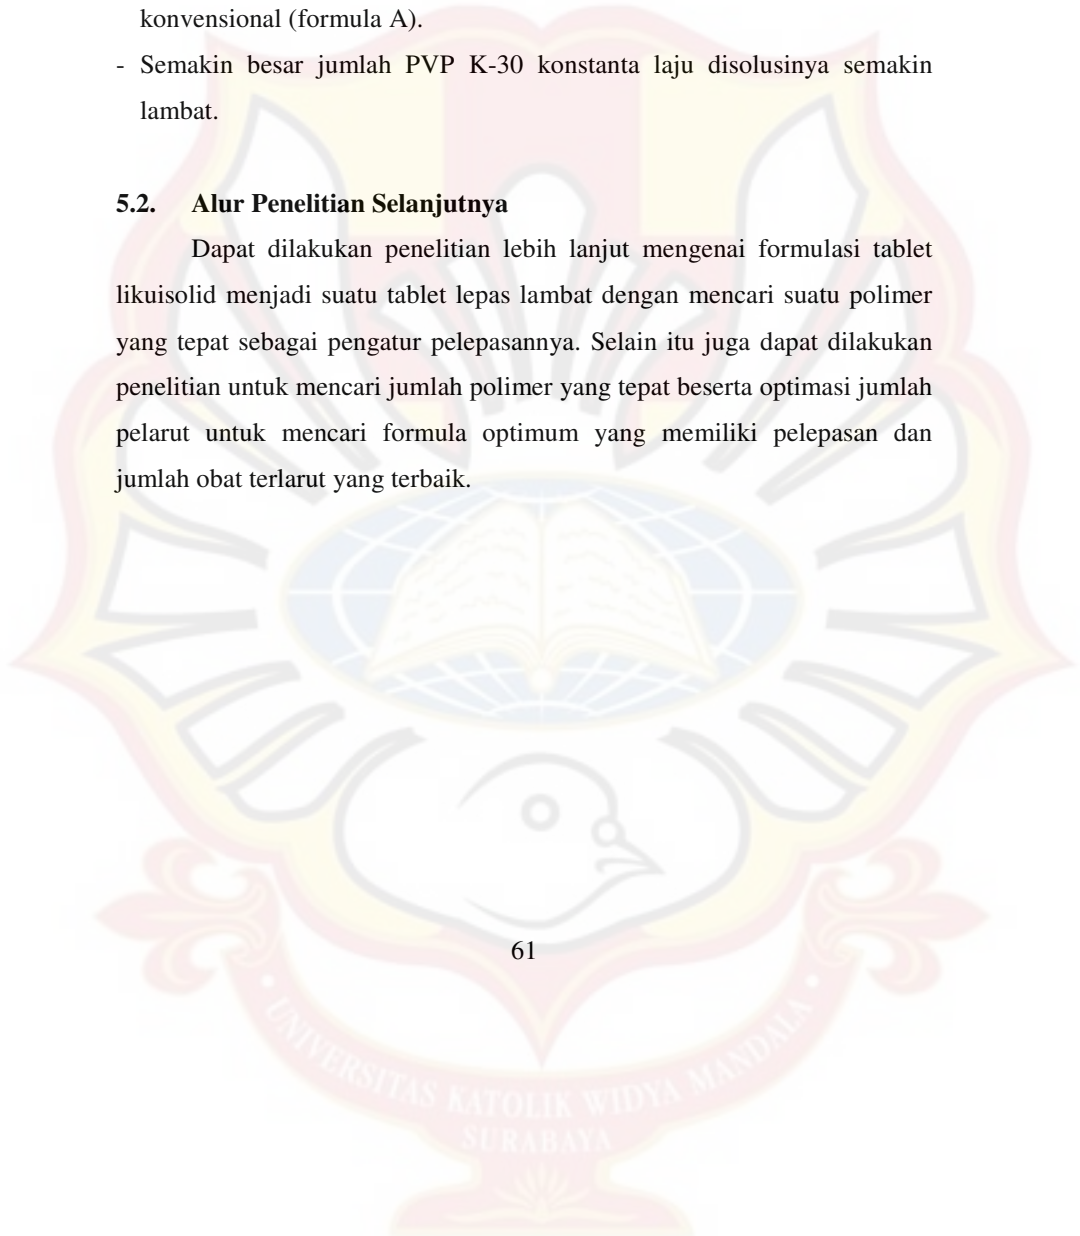 konvensional (formula A).
- Semakin besar jumlah PVP K-30 konstanta laju disolusinya semakin
lambat.
5.2. Alur Penelitian Selanjutnya
Dapat dilakukan penelitian lebih lanjut mengenai formulasi tablet
likuisolid menjadi suatu tablet lepas lambat dengan mencari suatu polimer
yang tepat sebagai pengatur pelepasannya. Selain itu juga dapat dilakukan
penelitian untuk mencari jumlah polimer yang tepat beserta optimasi jumlah
pelarut untuk mencari formula optimum yang memiliki pelepasan dan
jumlah obat terlarut yang terbaik.
61
• UNIVERSITAS KATOLIK WIDYA MANDALA •
SURABAYA